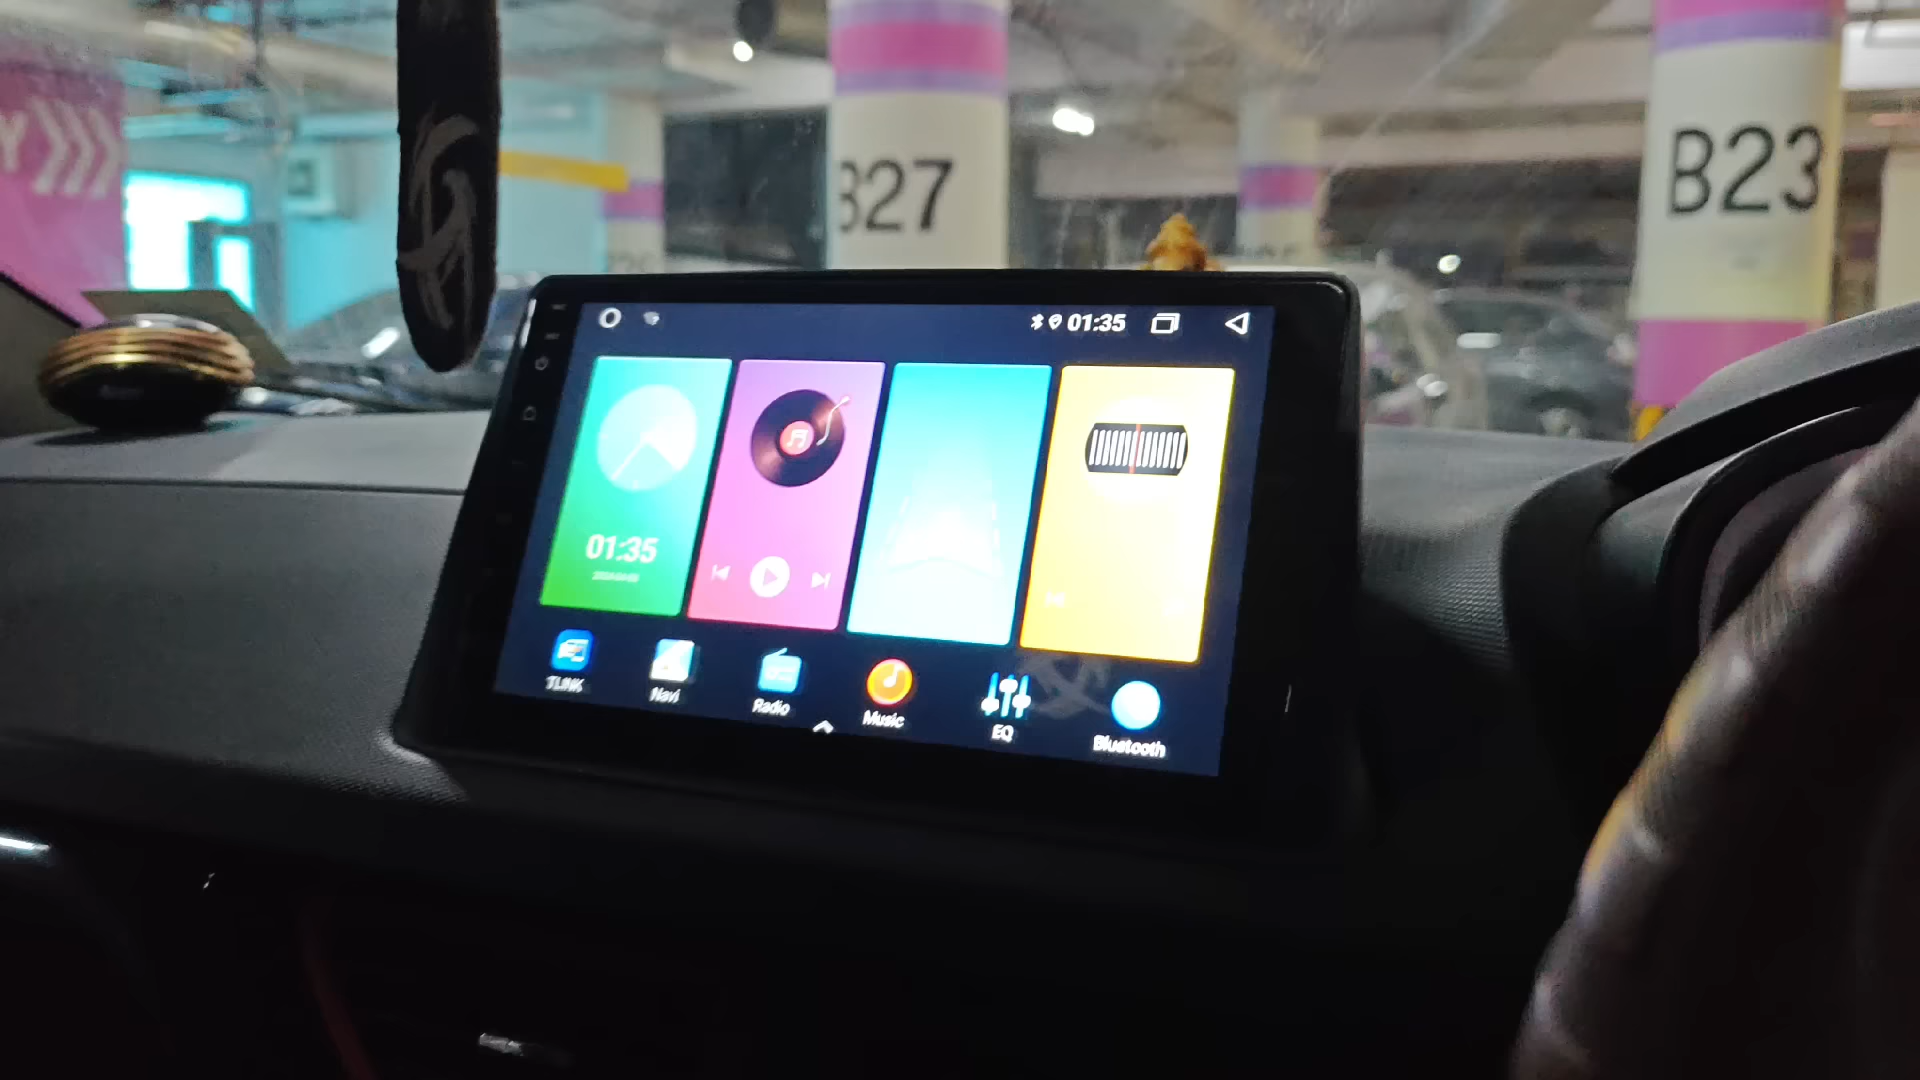 B27
B23
01:35
01:35
TLINK
Navi
Radio
Music
EQ
Bluetooth